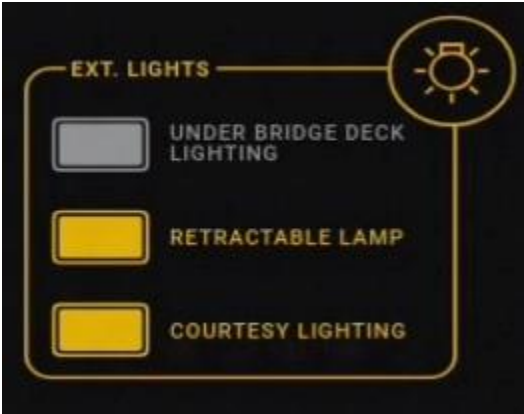 EXT. LIGHTS
UNDER BRIDGE DECK
LIGHTING
RETRACTABLE LAMP
COURTESY LIGHTING